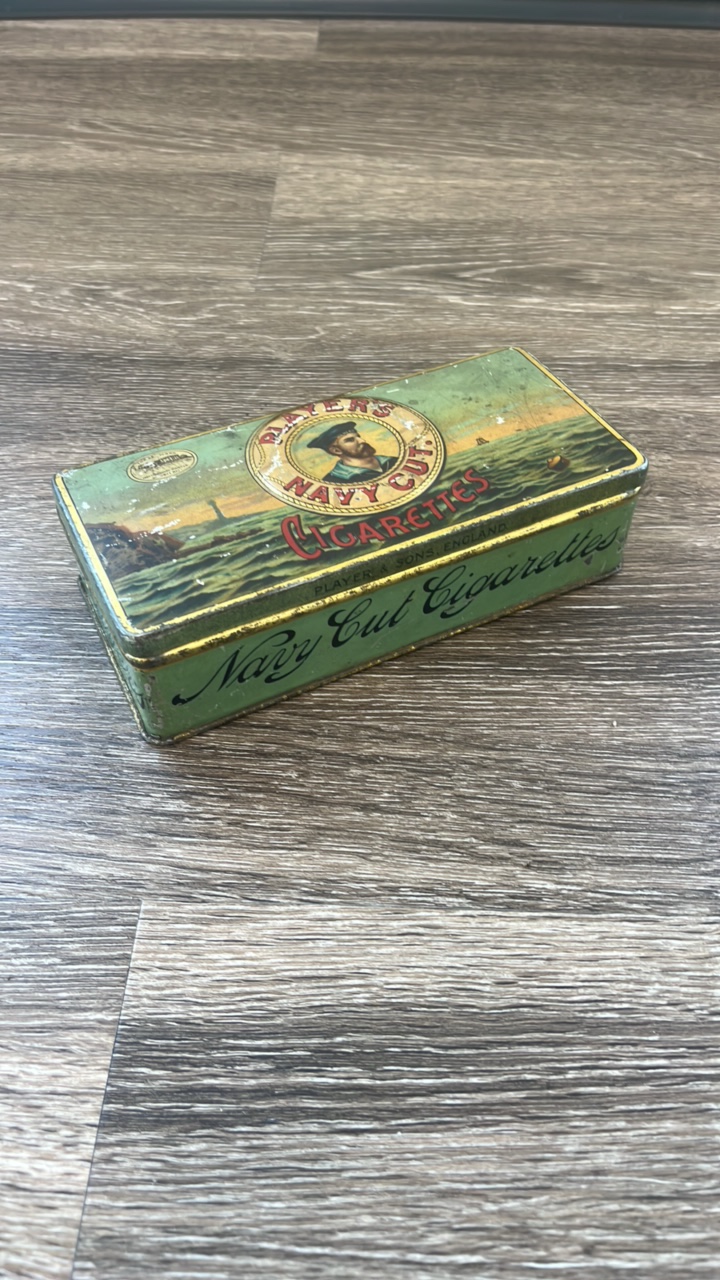 PLAYER'S
NAVY CUT.
CIGARETTES
PLAYER & SONS, ENGLAND
Navy Cut Cigarettes